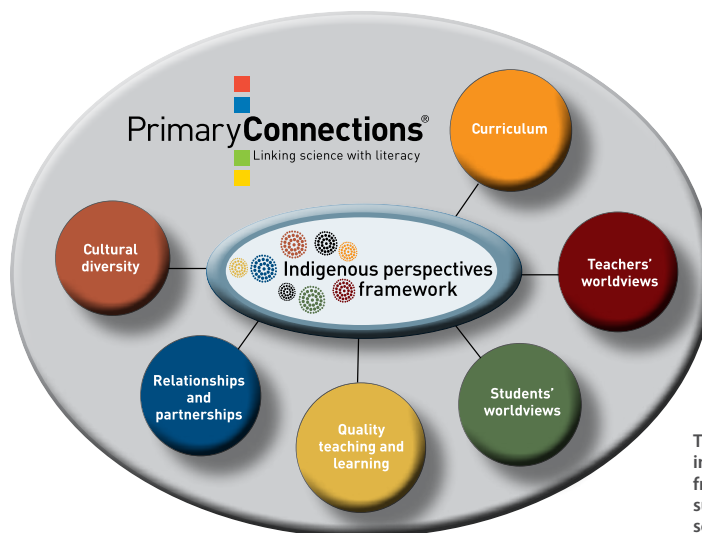 PrimaryConnections®
Linking science with literacy
Curriculum
Cultural
diversity
Indigenous perspectives
framework
Teachers'
worldviews
Relationships
and
partnerships
Quality
teaching and
learning
Students'
worldviews